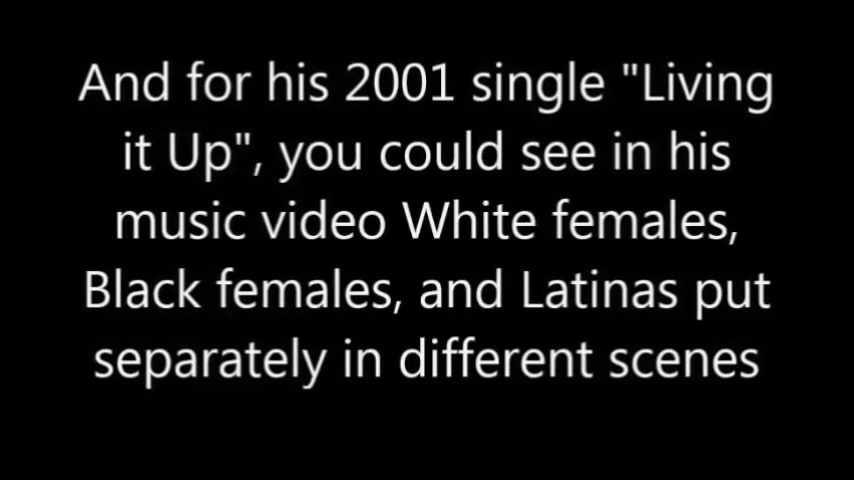 And for his 2001 single "Living
it Up", you could see in his
music video White females,
Black females, and Latinas put
separately in different scenes